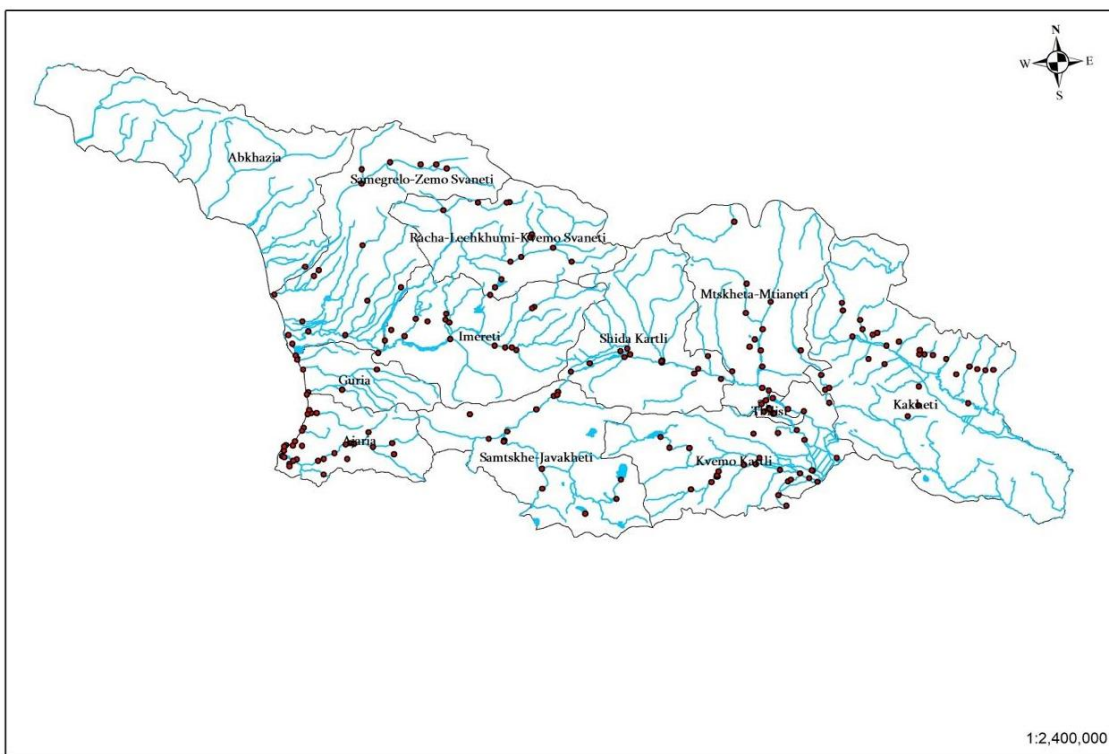 N
W E
S
Abkhazia
Samegrelo-Zemo Svaneti
Racha-Lechkhumi-Kvemo Svaneti
Mtskheta-Mtianeti
Imereti
Shida Kartli
Guria
Kakheti
Tbilisi
Ajaria
Samtskhe-Javakheti
Kvemo Kartli
1:2,400,000